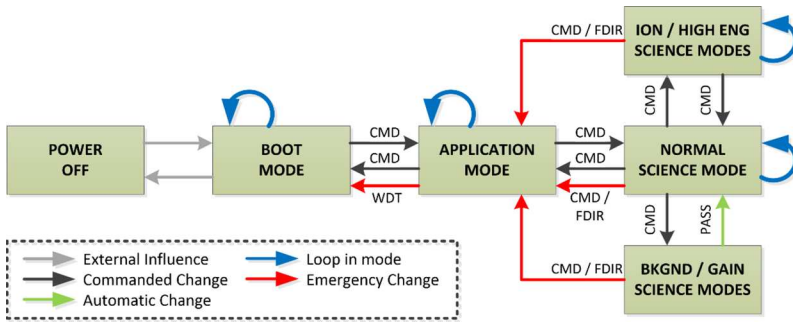 CMD / FDIR
ION / HIGH ENG
SCIENCE MODES
CMD
CMD
POWER
OFF
BOOT
MODE
CMD
CMD
WDT
APPLICATION
MODE
CMD
CMD
CMD /
FDIR
NORMAL
SCIENCE MODE
CMD
PASS
CMD / FDIR
BKGND / GAIN
SCIENCE MODES
External Influence
Loop in mode
Commanded Change
Emergency Change
Automatic Change